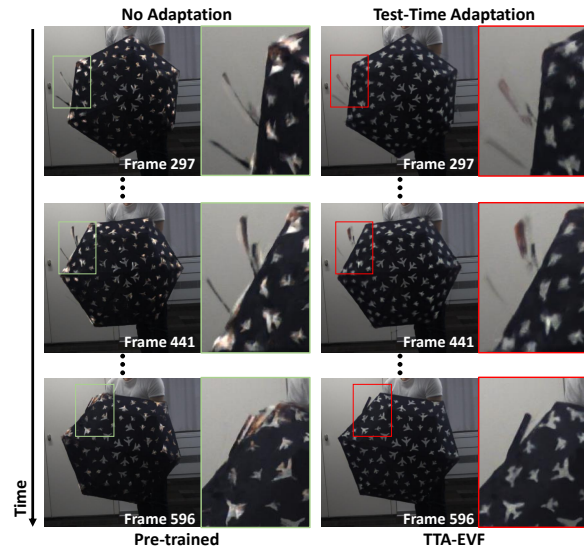 No Adaptation
Test-Time Adaptation
Frame 297
Frame 297
Frame 441
Frame 441
Frame 596
Frame 596
Time
Pre-trained
TTA-EVF